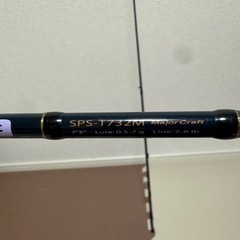 SPS-T732M Major Craft
7'3" Lure:0.5-7 g Line:2-6 lb